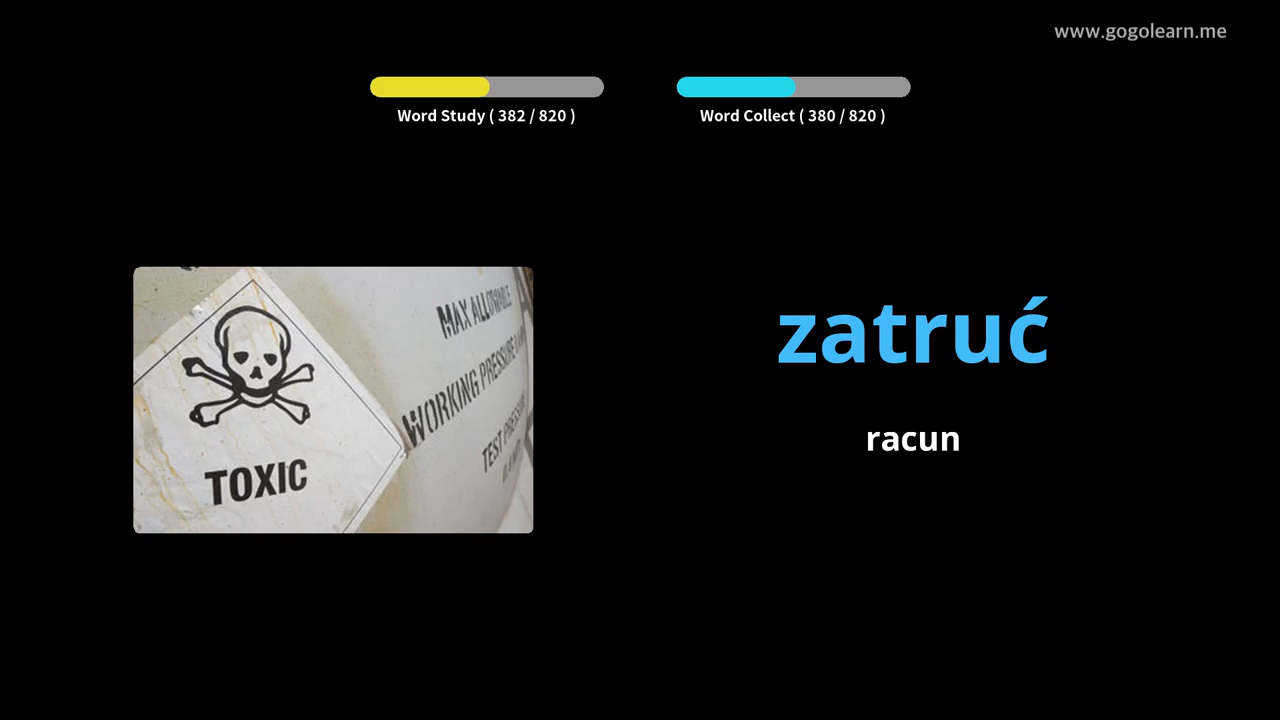 www.gogolearn.me
Word Study ( 382 / 820 )
Word Collect ( 380 / 820 )
MAX ALLOWABLE
WORKING PRESSURE
TEST PRESSURE
TOXIC
zatruć
racun